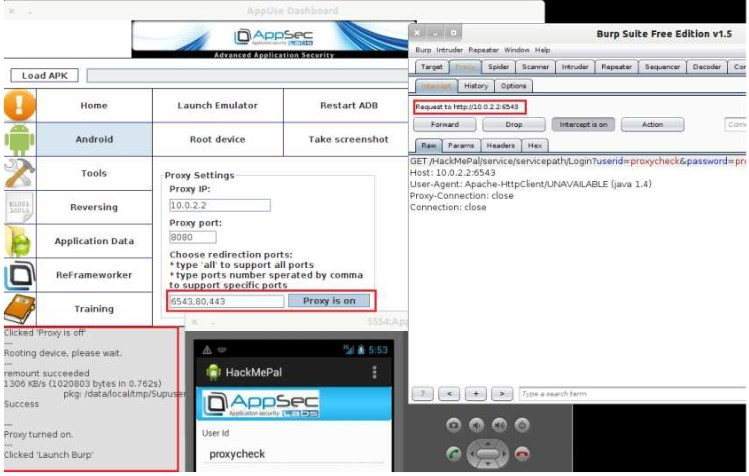 AppUse Dashboard
AppSec
Labs
Advanced Application Security
Load APK
Home
Launch Emulator
Restart ADB
Android
Root device
Take screenshot
Tools
Reversing
Application Data
ReFrameworker
Training
Proxy Settings
Proxy IP:
10.0.2.2
Proxy port:
8080
Choose redirection ports:
*type 'all' to support all ports
*type ports number sperated by comma
to support specific ports
6543,80,443
Proxy is on
Clicked 'Proxy is off'
---
Rooting device, please wait.
---
remount succeeded
1306 KB/s (1020803 bytes in 0.762s)
pkg: /data/local/tmp/Supuser
Success
---
Proxy turned on.
---
Clicked 'Launch Burp'
5554:App
5:53
HackMePal
AppSec
Application security Labs
User Id
proxycheck
Burp Suite Free Edition v1.5
Burp Intruder Repeater Window Help
Target Proxy Spider Scanner Intruder Repeater Sequencer Decoder Com
Intercept History Options
Request to http://10.0.2.2:6543
Forward Drop Intercept is on Action Com
Raw Params Headers Hex
GET /HackMePal/service/servicepath/Login?userid=proxycheck&password=pro
Host: 10.0.2.2:6543
User-Agent: Apache-HttpClient/UNAVAILABLE (java 1.4)
Proxy-Connection: close
Connection: close
? < + > Type a search term